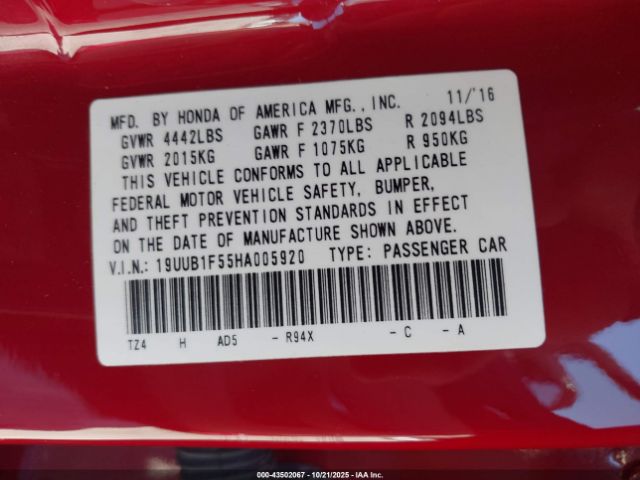 MFD. BY HONDA OF AMERICA MFG., INC. 11/'16
GVWR 4442LBS GAWR F 2370LBS R 2094LBS
GVWR 2015KG GAWR F 1075KG R 950KG
THIS VEHICLE CONFORMS TO ALL APPLICABLE
FEDERAL MOTOR VEHICLE SAFETY, BUMPER,
AND THEFT PREVENTION STANDARDS IN EFFECT
ON THE DATE OF MANUFACTURE SHOWN ABOVE.
V.I.N.: 19UUB1F55HA005920 TYPE: PASSENGER CAR
TZ4 H AD5 - R94X - C - A
00-43502067 - 10/21/2025 - Copyright IAA, Inc.